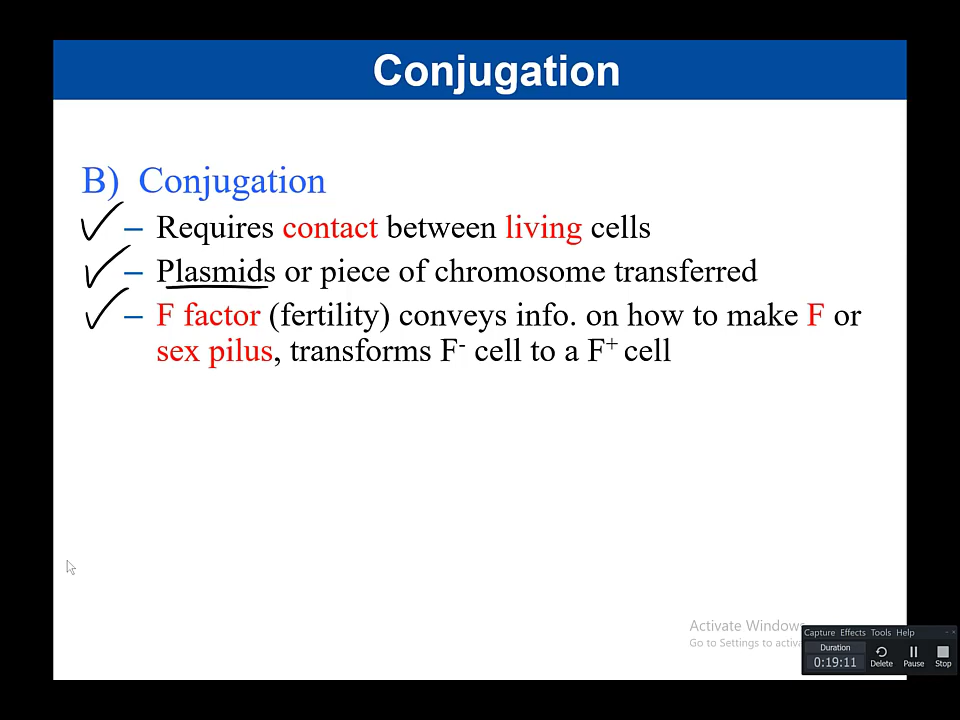 Conjugation
B) Conjugation
– Requires contact between living cells
– Plasmids or piece of chromosome transferred
– F factor (fertility) conveys info. on how to make F or
sex pilus, transforms F⁻ cell to a F⁺ cell
Activate Windows
Go to Settings to activ
Capture Effects Tools Help
Duration
0:19:11
Delete Pause Stop